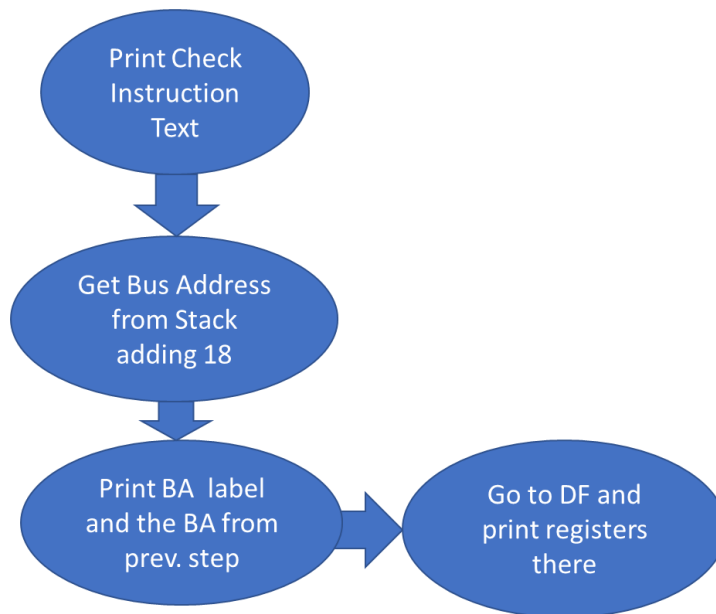 Print Check
Instruction
Text
Get Bus Address
from Stack
adding 18
Print BA label
and the BA from
prev. step
Go to DF and
print registers
there